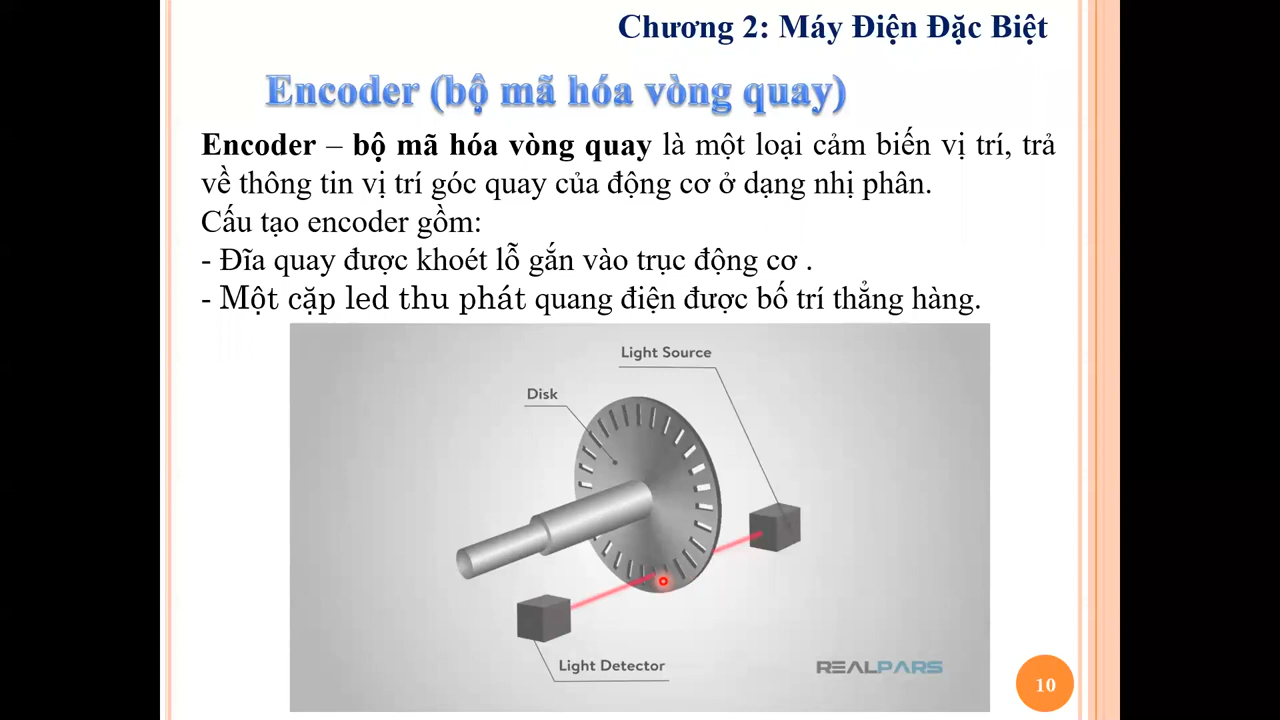 Chương 2: Máy Điện Đặc Biệt
Encoder (bộ mã hóa vòng quay)
Encoder – bộ mã hóa vòng quay là một loại cảm biến vị trí, trả
về thông tin vị trí góc quay của động cơ ở dạng nhị phân.
Cấu tạo encoder gồm:
- Đĩa quay được khoét lỗ gắn vào trục động cơ .
- Một cặp led thu phát quang điện được bố trí thẳng hàng.
Light Source
Disk
Light Detector
REALPARS
10